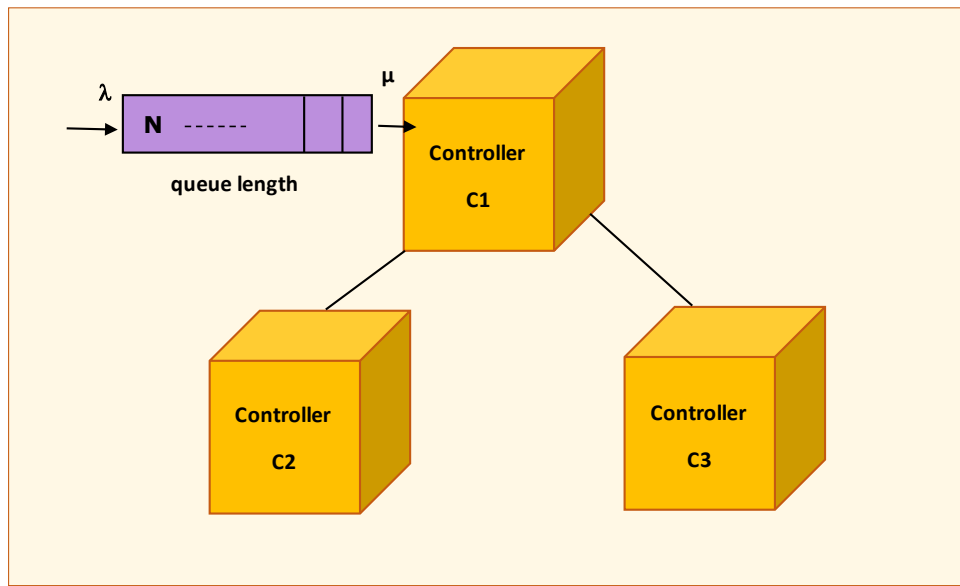 λ
μ
N ------
queue length
Controller
C1
Controller
C2
Controller
C3